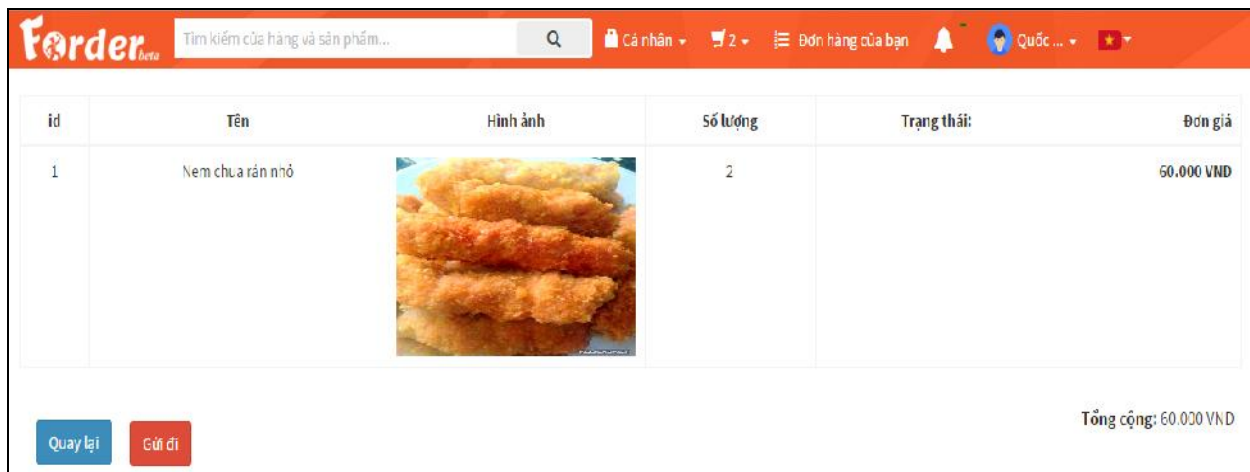 Forder beta Tìm kiếm cửa hàng và sản phẩm... Cá nhân 2 Đơn hàng của bạn Quốc ...
id Tên Hình ảnh Số lượng Trạng thái: Đơn giá
1 Nem chua rán nhỏ 2 60.000 VND
Tổng cộng: 60.000 VND
Quay lại Gửi đi